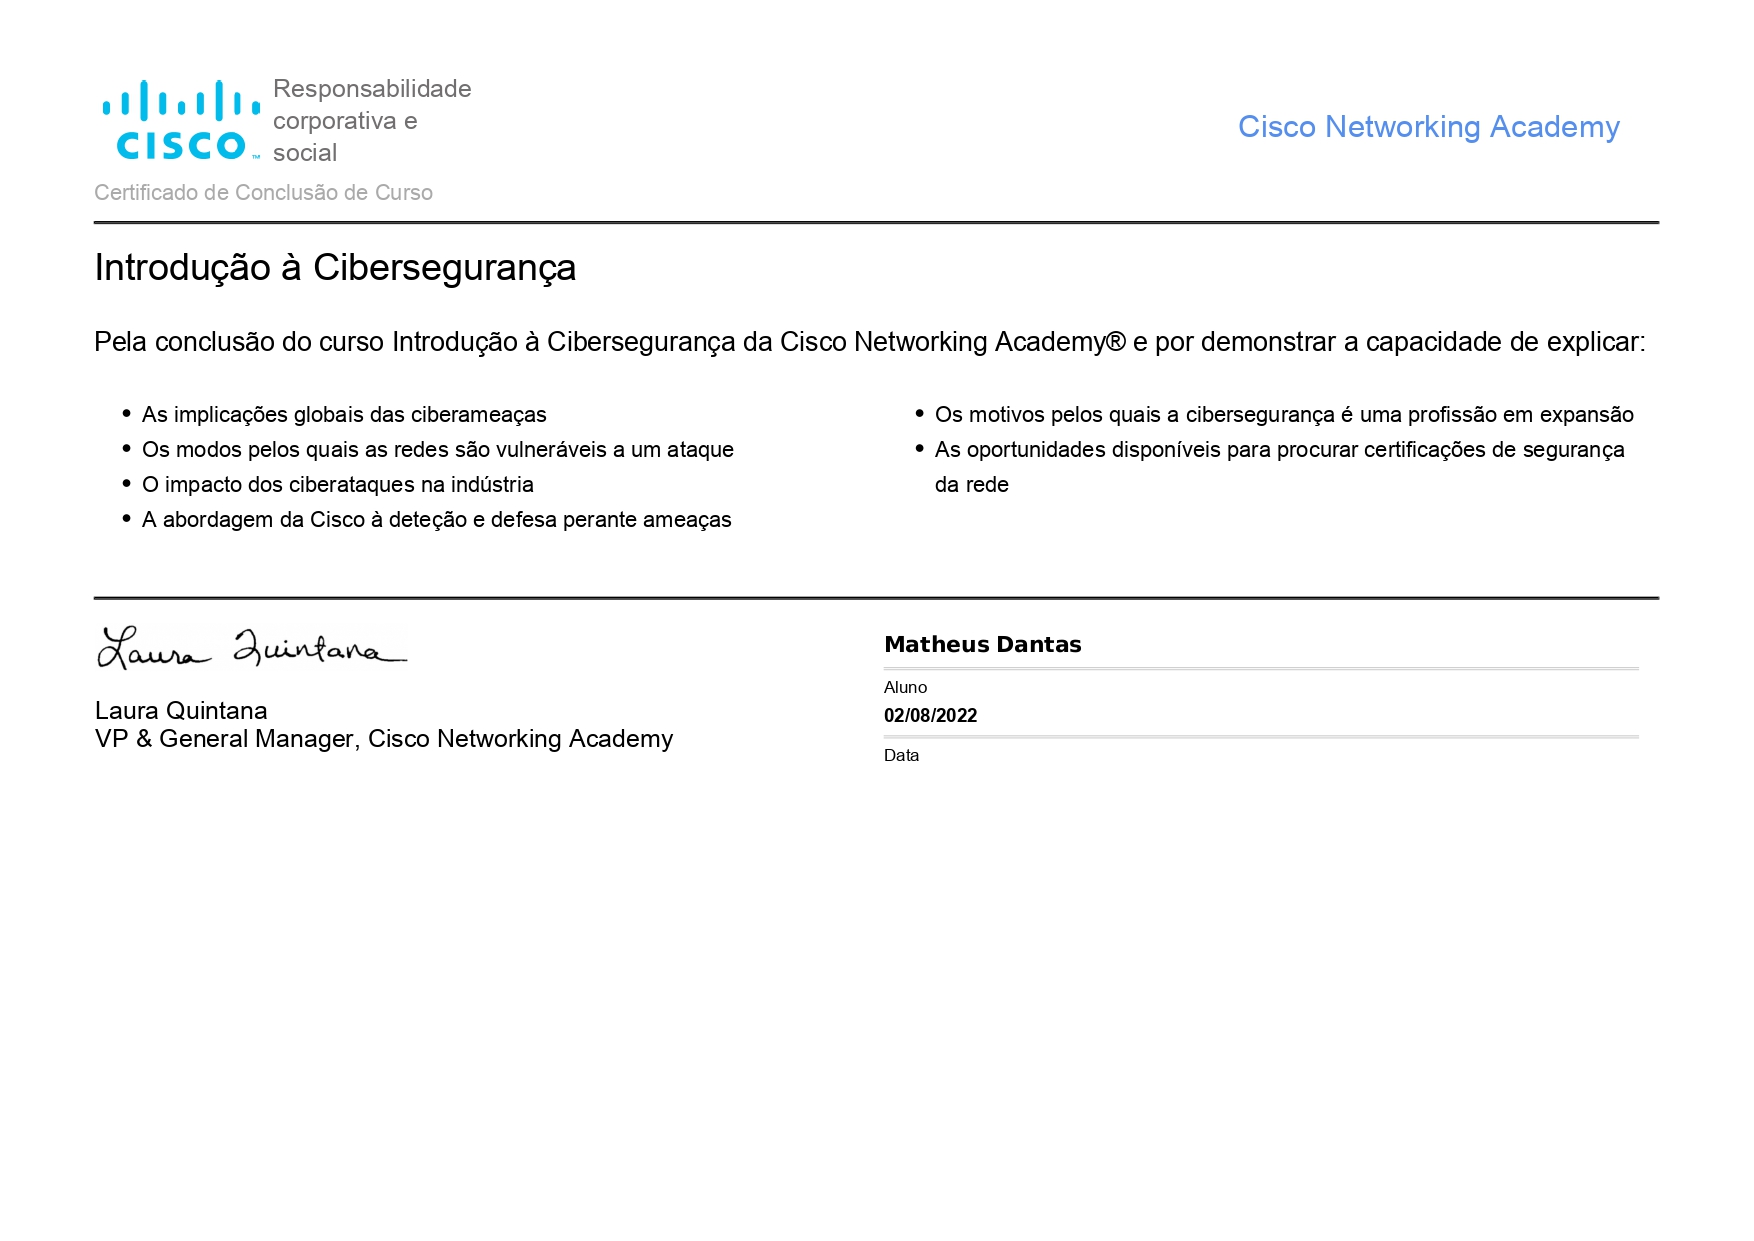 Responsabilidade
corporativa e
social
CISCO™
Cisco Networking Academy
Certificado de Conclusão de Curso
Introdução à Cibersegurança
Pela conclusão do curso Introdução à Cibersegurança da Cisco Networking Academy® e por demonstrar a capacidade de explicar:
• As implicações globais das ciberameaças
• Os modos pelos quais as redes são vulneráveis a um ataque
• O impacto dos ciberataques na indústria
• A abordagem da Cisco à deteção e defesa perante ameaças
• Os motivos pelos quais a cibersegurança é uma profissão em expansão
• As oportunidades disponíveis para procurar certificações de segurança
da rede
Laura Quintana
Laura Quintana
VP & General Manager, Cisco Networking Academy
Matheus Dantas
Aluno
02/08/2022
Data